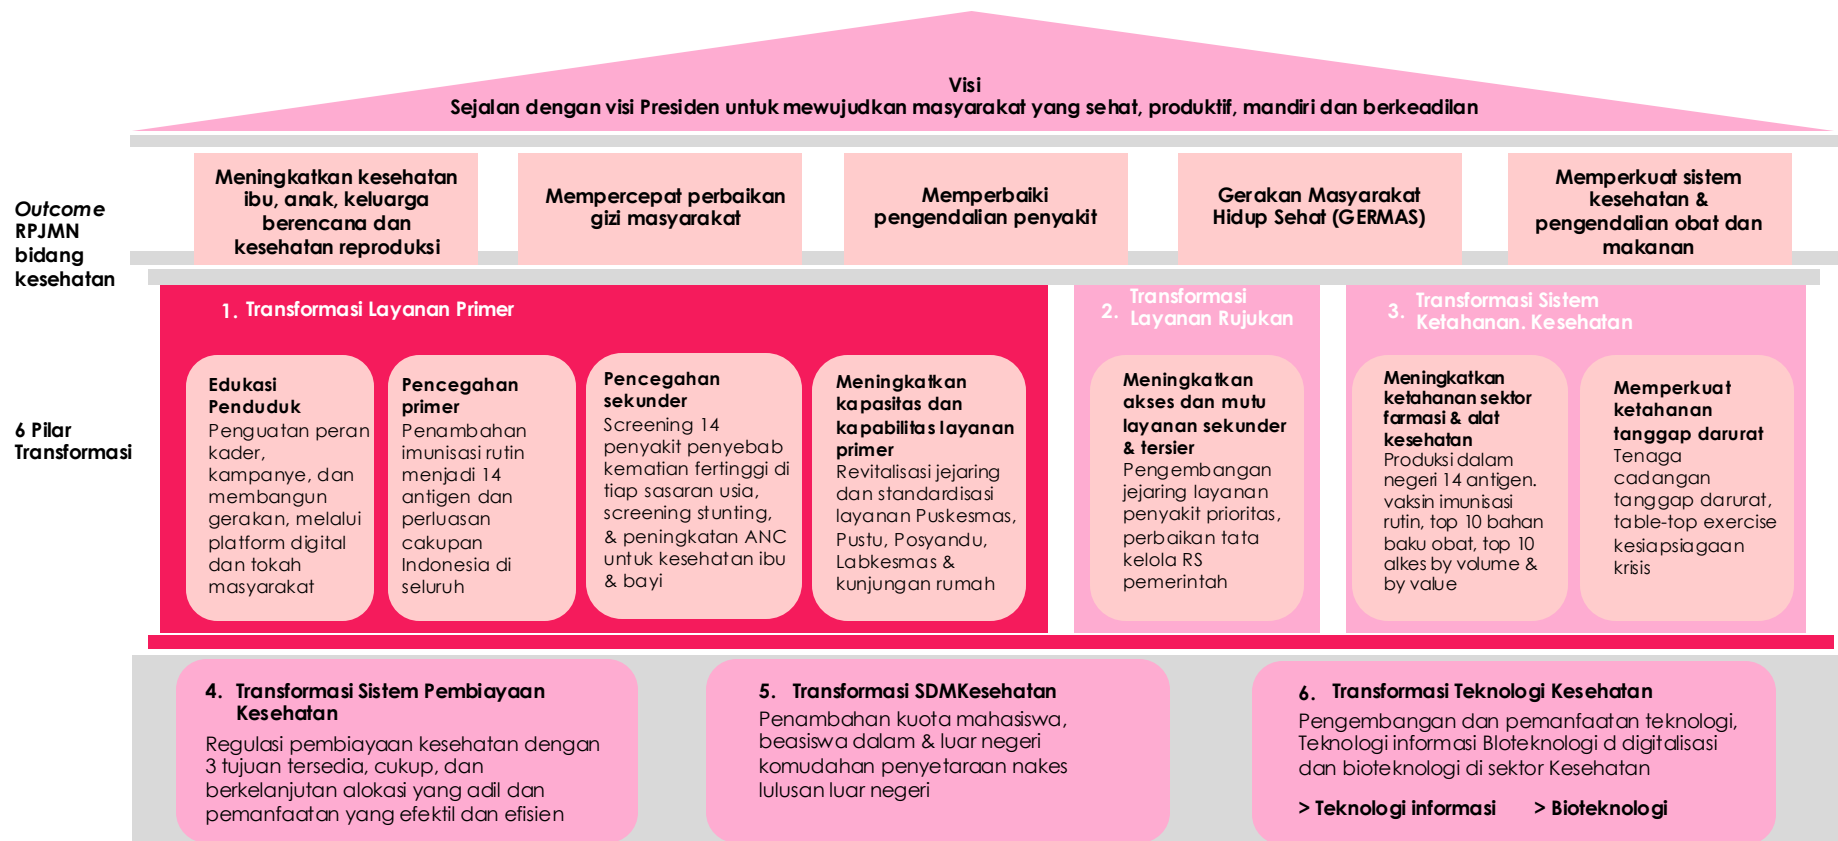 Visi
Sejalan dengan visi Presiden untuk mewujudkan masyarakat yang sehat, produktif, mandiri dan berkeadilan
Outcome
RPJMN
bidang
kesehatan
Meningkatkan kesehatan
ibu, anak, keluarga
berencana dan
kesehatan reproduksi
Mempercepat perbaikan
gizi masyarakat
Memperbaiki
pengendalian penyakit
Gerakan Masyarakat
Hidup Sehat (GERMAS)
Memperkuat sistem
kesehatan &
pengendalian obat dan
makanan
6 Pilar
Transformasi
1. Transformasi Layanan Primer
Edukasi
Penduduk
Penguatan peran
kader,
kampanye, dan
membangun
gerakan, melalui
platform digital
dan tokah
masyarakat
Pencegahan
primer
Penambahan
imunisasi rutin
menjadi 14
antigen dan
perluasan
cakupan
Indonesia di
seluruh
Pencegahan
sekunder
Screening 14
penyakit penyebab
kematian fertinggi di
tiap sasaran usia,
screening stunting,
& peningkatan ANC
untuk kesehatan ibu
& bayi
Meningkatkan
kapasitas dan
kapabilitas layanan
primer
Revitalisasi jejaring
dan standardisasi
layanan Puskesmas,
Pustu, Posyandu,
Labkesmas &
kunjungan rumah
2. Transformasi
Layanan Rujukan
Meningkatkan
akses dan mutu
layanan sekunder
& tersier
Pengembangan
jejaring layanan
penyakit prioritas,
perbaikan tata
kelola RS
pemerintah
3. Transformasi Sistem
Ketahanan. Kesehatan
Meningkatkan
ketahanan sektor
farmasi & alat
kesehatan
Produksi dalam
negeri 14 antigen.
vaksin imunisasi
rutin, top 10 bahan
baku obat, top 10
alkes by volume &
by value
Memperkuat
ketahanan
tanggap darurat
Tenaga
cadangan
tanggap darurat,
table-top exercise
kesiapsiagaan
krisis
4. Transformasi Sistem Pembiayaan
Kesehatan
Regulasi pembiayaan kesehatan dengan
3 tujuan tersedia, cukup, dan
berkelanjutan alokasi yang adil dan
pemanfaatan yang efektil dan efisien
5. Transformasi SDMKesehatan
Penambahan kuota mahasiswa,
beasiswa dalam & luar negeri
komudahan penyetaraan nakes
lulusan luar negeri
6. Transformasi Teknologi Kesehatan
Pengembangan dan pemanfaatan teknologi,
Teknologi informasi Bloteknologi d digitalisasi
dan bioteknologi di sektor Kesehatan
> Teknologi informasi > Bioteknologi